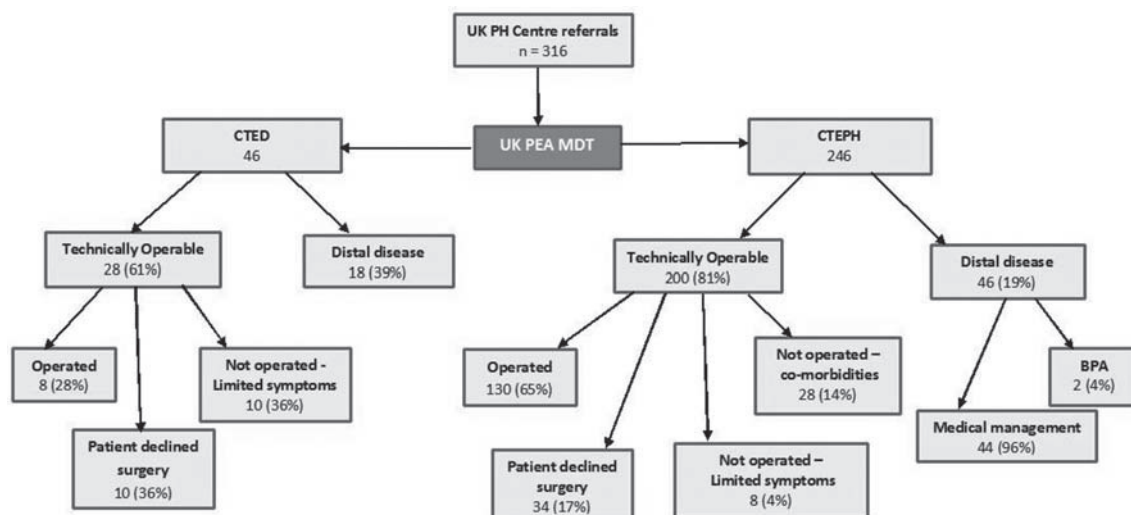 UK PH Centre referrals
n = 316
UK PEA MDT
CTED
46
CTEPH
246
Technically Operable
28 (61%)
Distal disease
18 (39%)
Technically Operable
200 (81%)
Distal disease
46 (19%)
Operated
8 (28%)
Not operated -
Limited symptoms
10 (36%)
Patient declined
surgery
10 (36%)
Operated
130 (65%)
Not operated –
co-morbidities
28 (14%)
Patient declined
surgery
34 (17%)
Not operated –
Limited symptoms
8 (4%)
BPA
2 (4%)
Medical management
44 (96%)